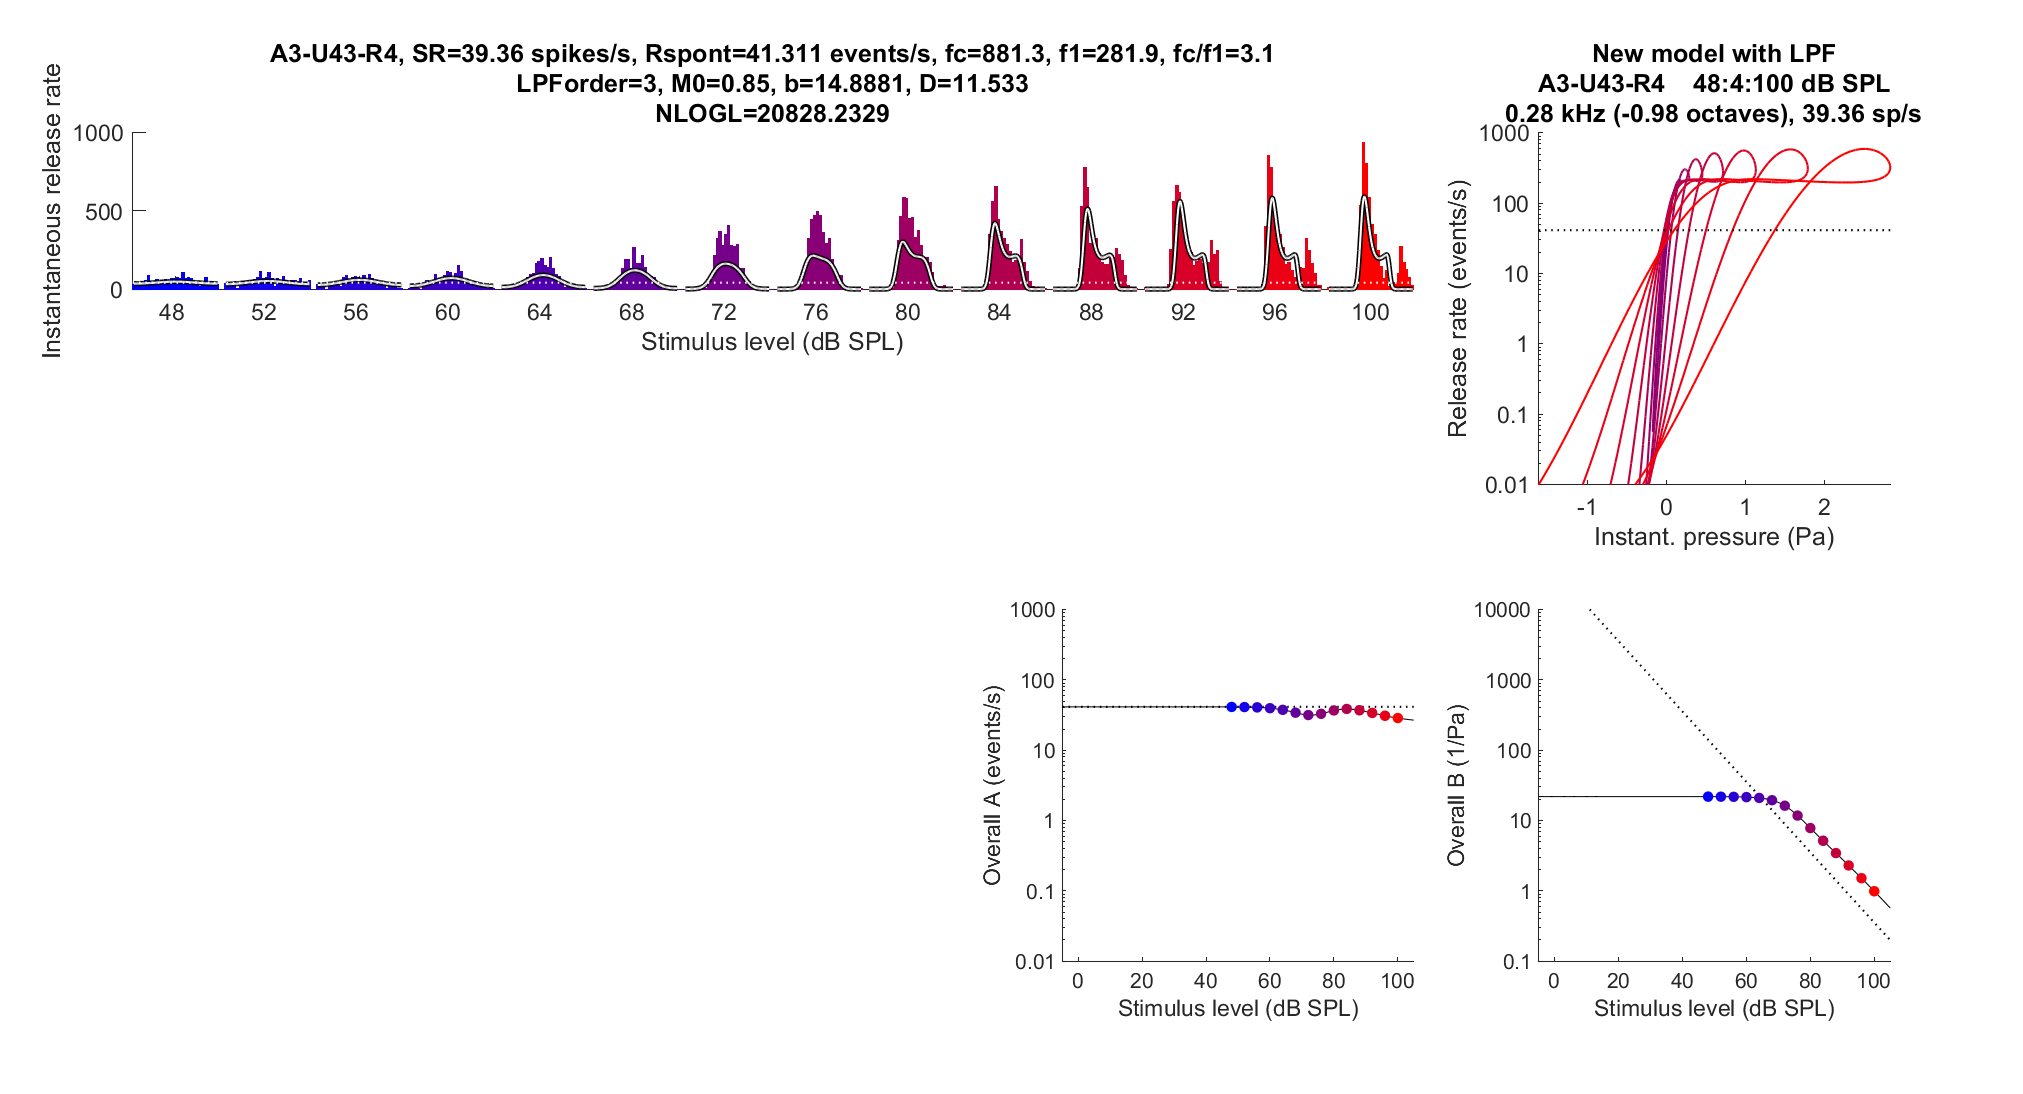 A3-U43-R4, SR=39.36 spikes/s, Rspont=41.311 events/s, fc=881.3, f1=281.9, fc/f1=3.1
LPForder=3, M0=0.85, b=14.8881, D=11.533
NLOGL=20828.2329
Instantaneous release rate
1000
500
0
48 52 56 60 64 68 72 76 80 84 88 92 96 100
Stimulus level (dB SPL)
New model with LPF
A3-U43-R4 48:4:100 dB SPL
0.28 kHz (-0.98 octaves), 39.36 sp/s
Release rate (events/s)
1000
100
10
1
0.1
0.01
-1 0 1 2
Instant. pressure (Pa)
Overall A (events/s)
1000
100
10
1
0.1
0.01
0 20 40 60 80 100
Stimulus level (dB SPL)
Overall B (1/Pa)
10000
1000
100
10
1
0.1
0 20 40 60 80 100
Stimulus level (dB SPL)